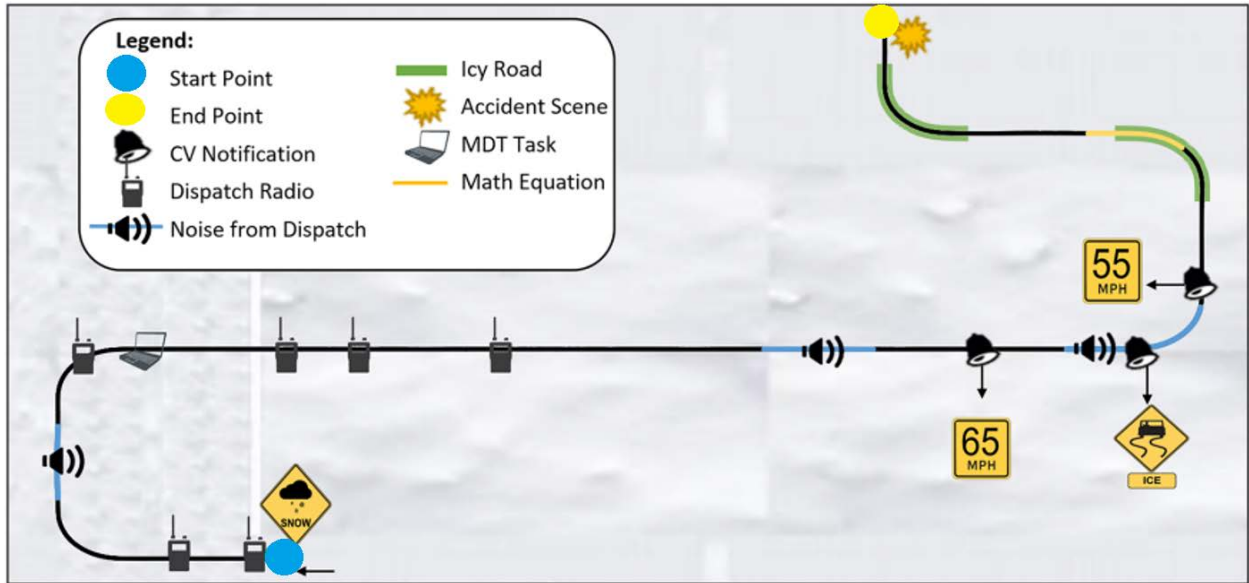 Legend:
Start Point
End Point
CV Notification
Dispatch Radio
Noise from Dispatch
Icy Road
Accident Scene
MDT Task
Math Equation
55
MPH
65
MPH
ICE
SNOW